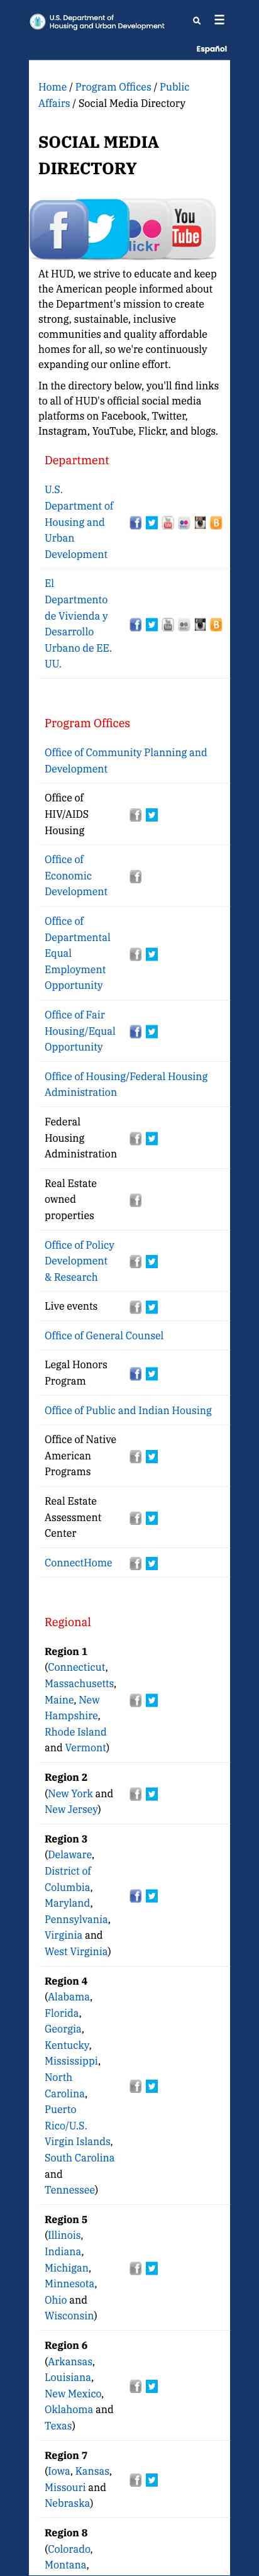 U.S. Department of
Housing and Urban Development
Español
Home / Program Offices / Public
Affairs / Social Media Directory
SOCIAL MEDIA
DIRECTORY
flickr
You
Tube
At HUD, we strive to educate and keep
the American people informed about
the Department's mission to create
strong, sustainable, inclusive
communities and quality affordable
homes for all, so we're continuously
expanding our online effort.
In the directory below, you'll find links
to all of HUD's official social media
platforms on Facebook, Twitter,
Instagram, YouTube, Flickr, and blogs.
Department
U.S.
Department of
Housing and
Urban
Development
El
Departmento
de Vivienda y
Desarrollo
Urbano de EE.
UU.
Program Offices
Office of Community Planning and
Development
Office of
HIV/AIDS
Housing
Office of
Economic
Development
Office of
Departmental
Equal
Employment
Opportunity
Office of Fair
Housing/Equal
Opportunity
Office of Housing/Federal Housing
Administration
Federal
Housing
Administration
Real Estate
owned
properties
Office of Policy
Development
& Research
Live events
Office of General Counsel
Legal Honors
Program
Office of Public and Indian Housing
Office of Native
American
Programs
Real Estate
Assessment
Center
ConnectHome
Regional
Region 1
(Connecticut,
Massachusetts,
Maine, New
Hampshire,
Rhode Island
and Vermont)
Region 2
(New York and
New Jersey)
Region 3
(Delaware,
District of
Columbia,
Maryland,
Pennsylvania,
Virginia and
West Virginia)
Region 4
(Alabama,
Florida,
Georgia,
Kentucky,
Mississippi,
North
Carolina,
Puerto
Rico/U.S.
Virgin Islands,
South Carolina
and
Tennessee)
Region 5
(Illinois,
Indiana,
Michigan,
Minnesota,
Ohio and
Wisconsin)
Region 6
(Arkansas,
Louisiana,
New Mexico,
Oklahoma and
Texas)
Region 7
(Iowa, Kansas,
Missouri and
Nebraska)
Region 8
(Colorado,
Montana,